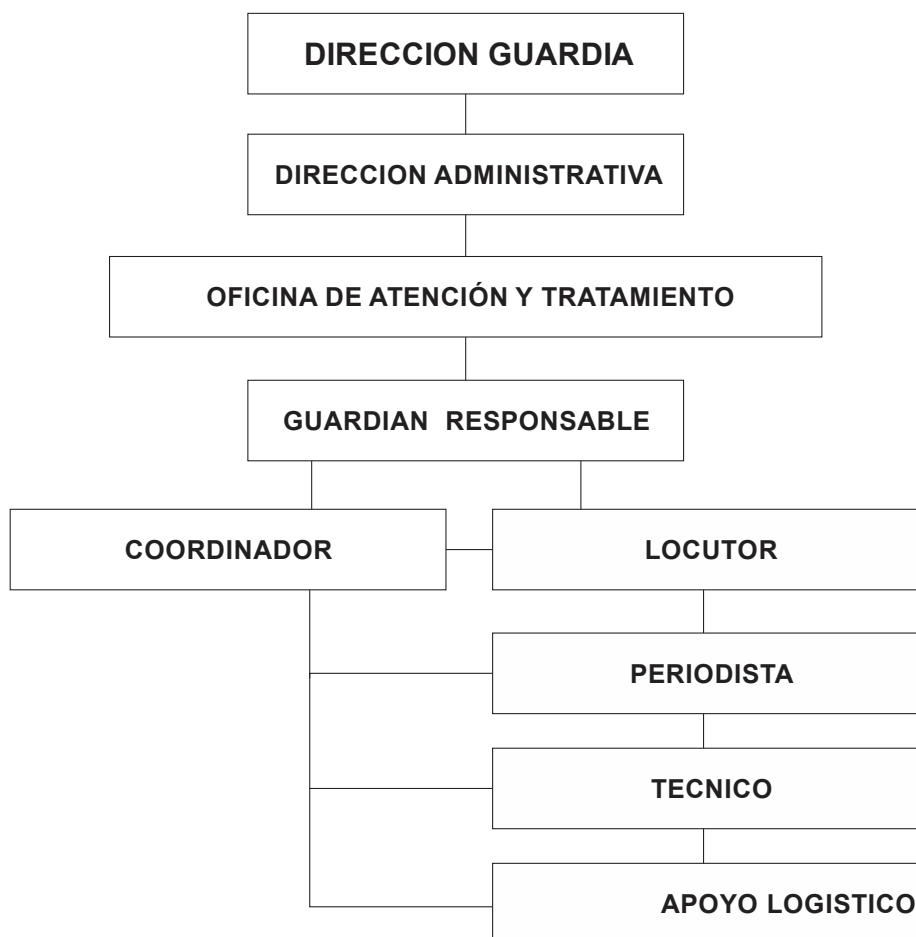 DIRECCION GUARDIA
DIRECCION ADMINISTRATIVA
OFICINA DE ATENCIÓN Y TRATAMIENTO
GUARDIAN RESPONSABLE
COORDINADOR
LOCUTOR
PERIODISTA
TECNICO
APOYO LOGISTICO